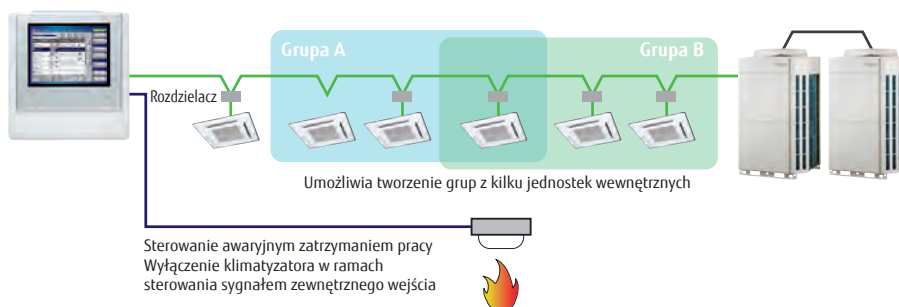 Grupa A
Grupa B
Rozdzielacz
Umożliwia tworzenie grup z kilku jednostek wewnętrznych
Sterowanie awaryjnym zatrzymaniem pracy
Wyłączenie klimatyzatora w ramach
sterowania sygnałem zewnętrznego wejścia